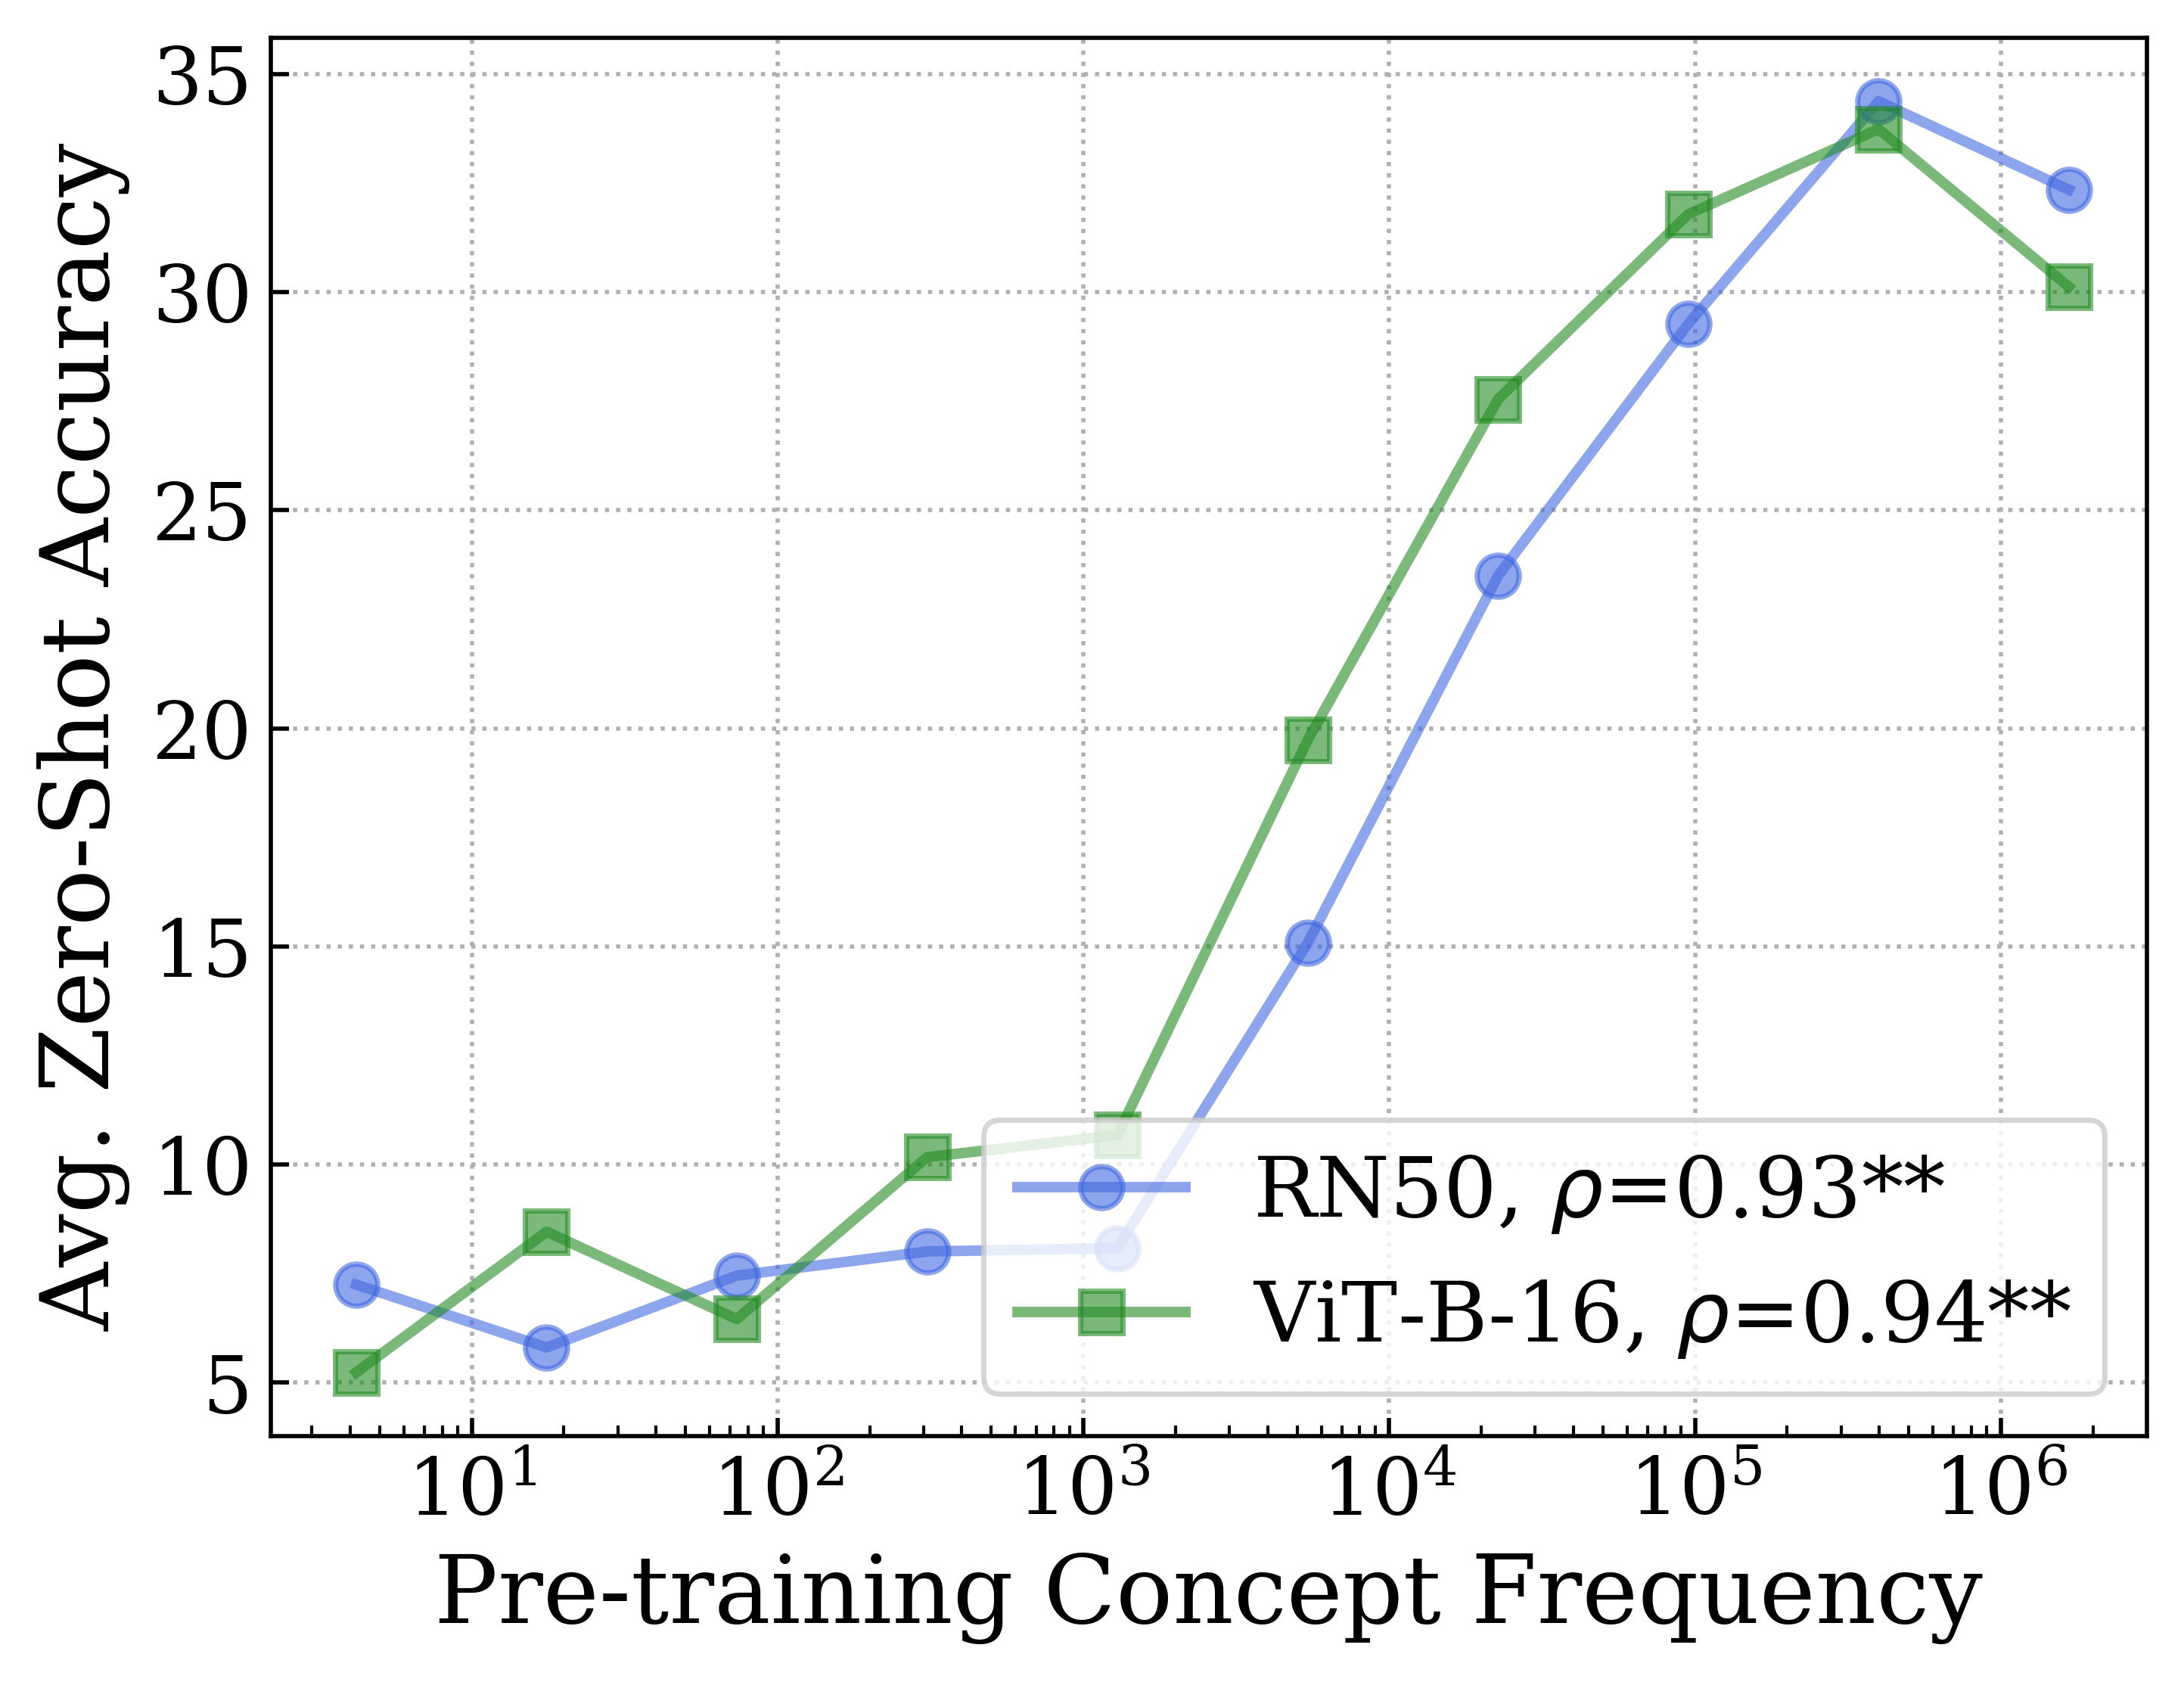 Avg. Zero-Shot Accuracy
35
30
25
20
15
10
5
RN50, ρ=0.93**
ViT-B-16, ρ=0.94**
10¹ 10² 10³ 10⁴ 10⁵ 10⁶
Pre-training Concept Frequency